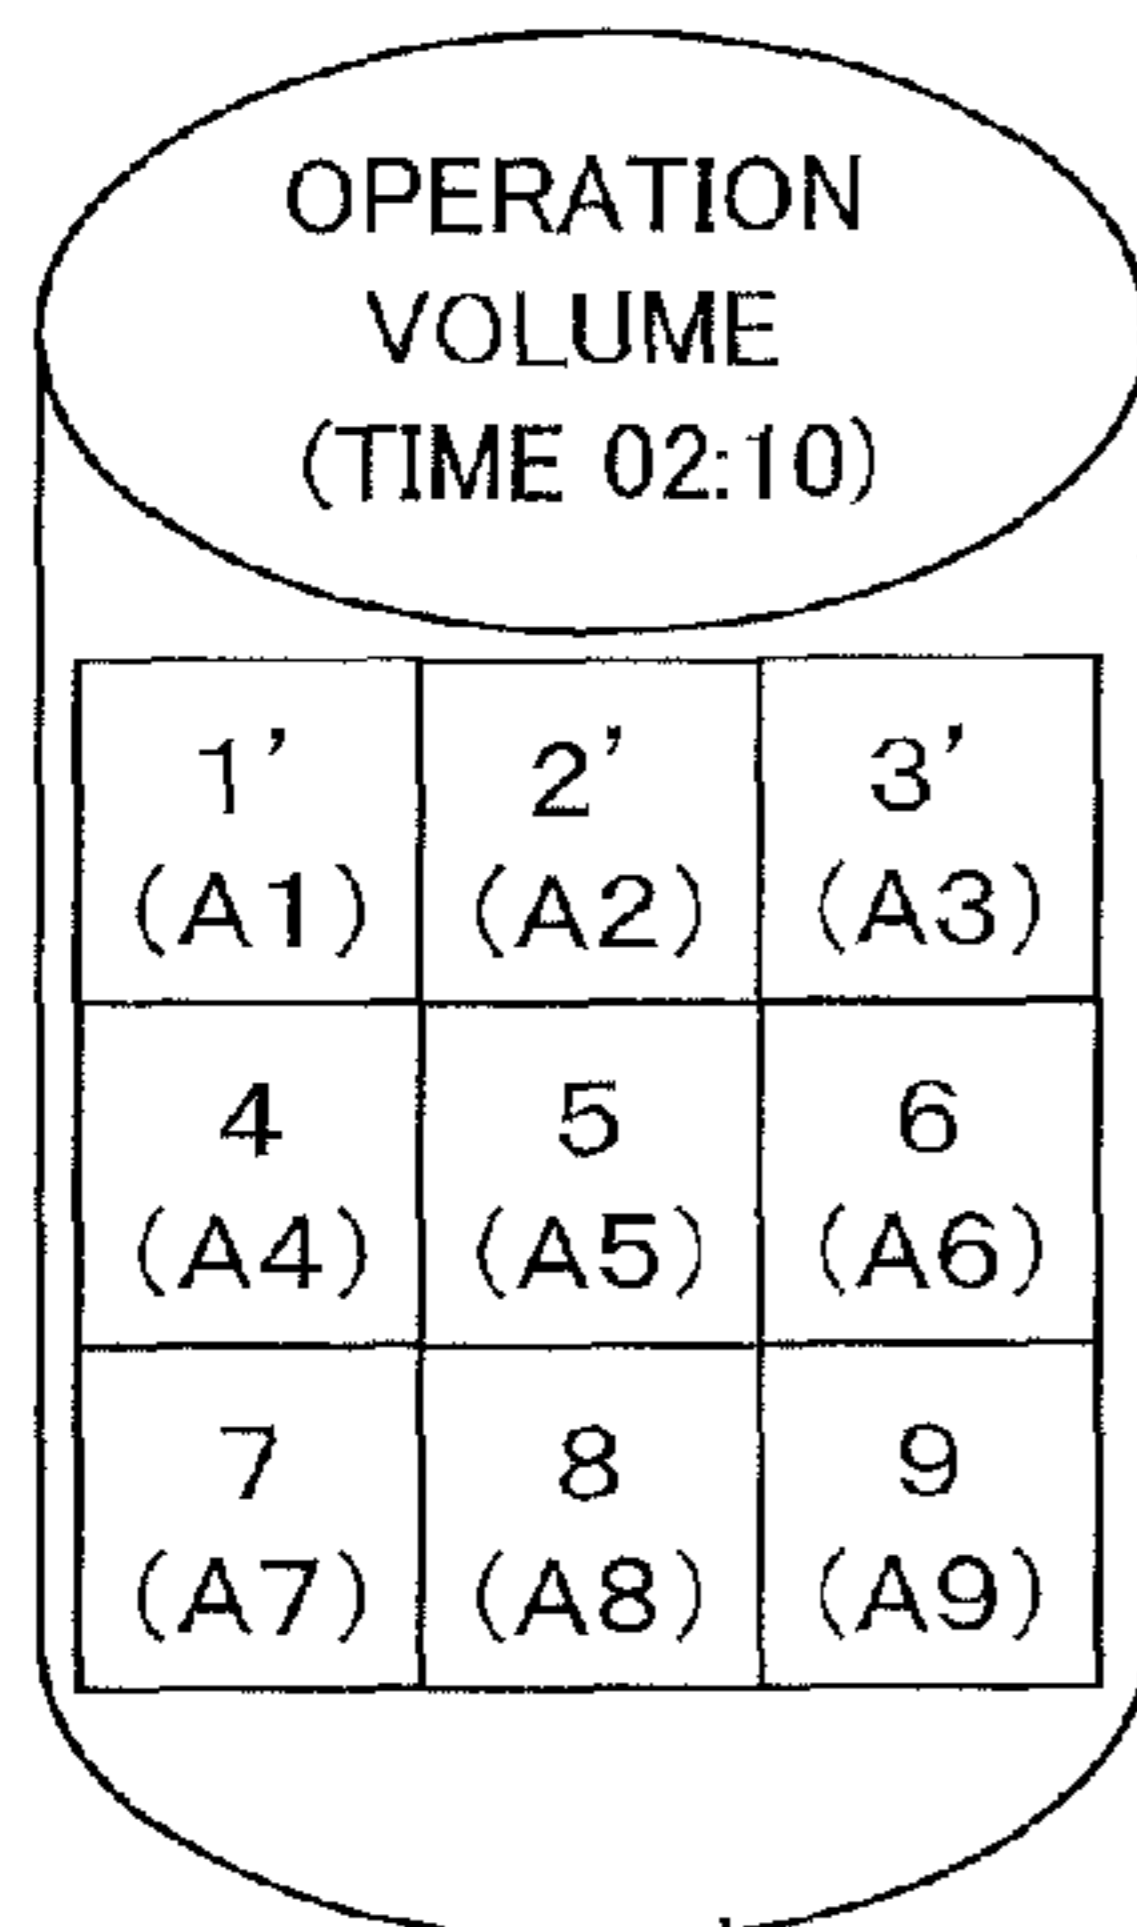 OPERATION
VOLUME
(TIME 02:10)
1' 2' 3'
(A1) (A2) (A3)
4 5 6
(A4) (A5) (A6)
7 8 9
(A7) (A8) (A9)